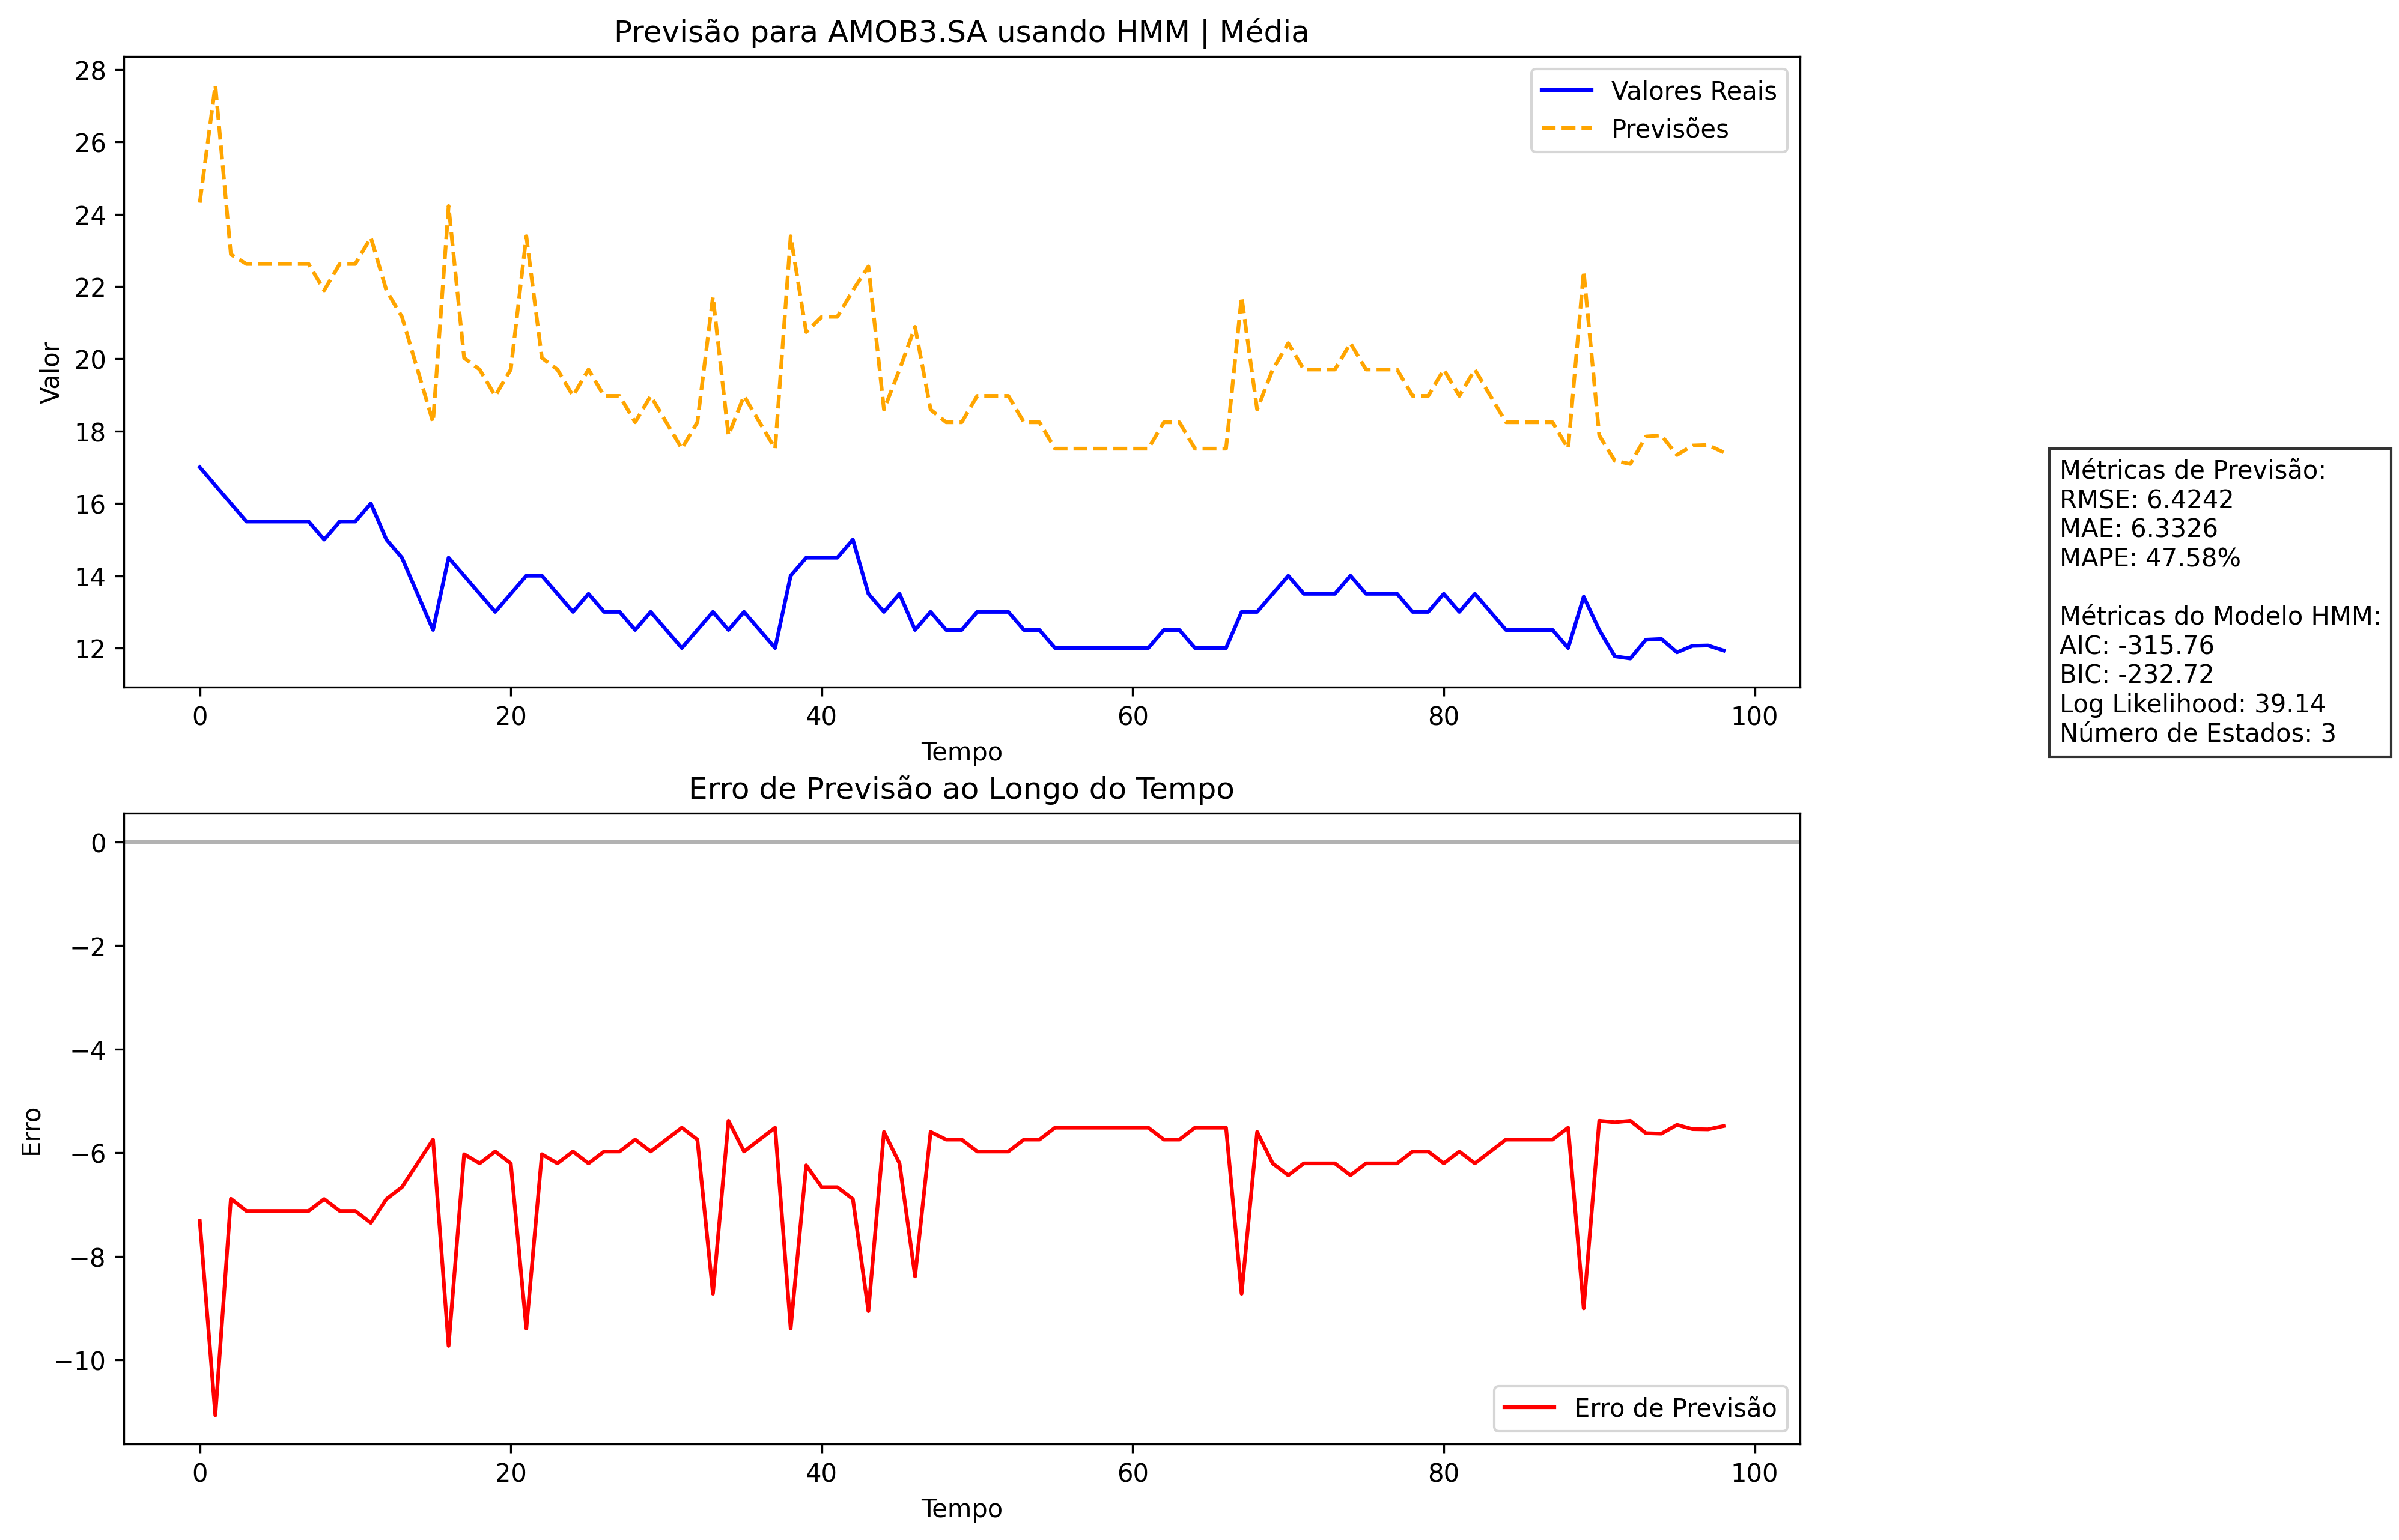 Previsão para AMOB3.SA usando HMM | Média
28
26
24
22
20
18
16
14
12
Valor
Valores Reais
Previsões
0
20
40
60
80
100
Tempo
Métricas de Previsão:
RMSE: 6.4242
MAE: 6.3326
MAPE: 47.58%
Métricas do Modelo HMM:
AIC: -315.76
BIC: -232.72
Log Likelihood: 39.14
Número de Estados: 3
Erro de Previsão ao Longo do Tempo
0
−2
−4
−6
−8
−10
Erro
Erro de Previsão
0
20
40
60
80
100
Tempo